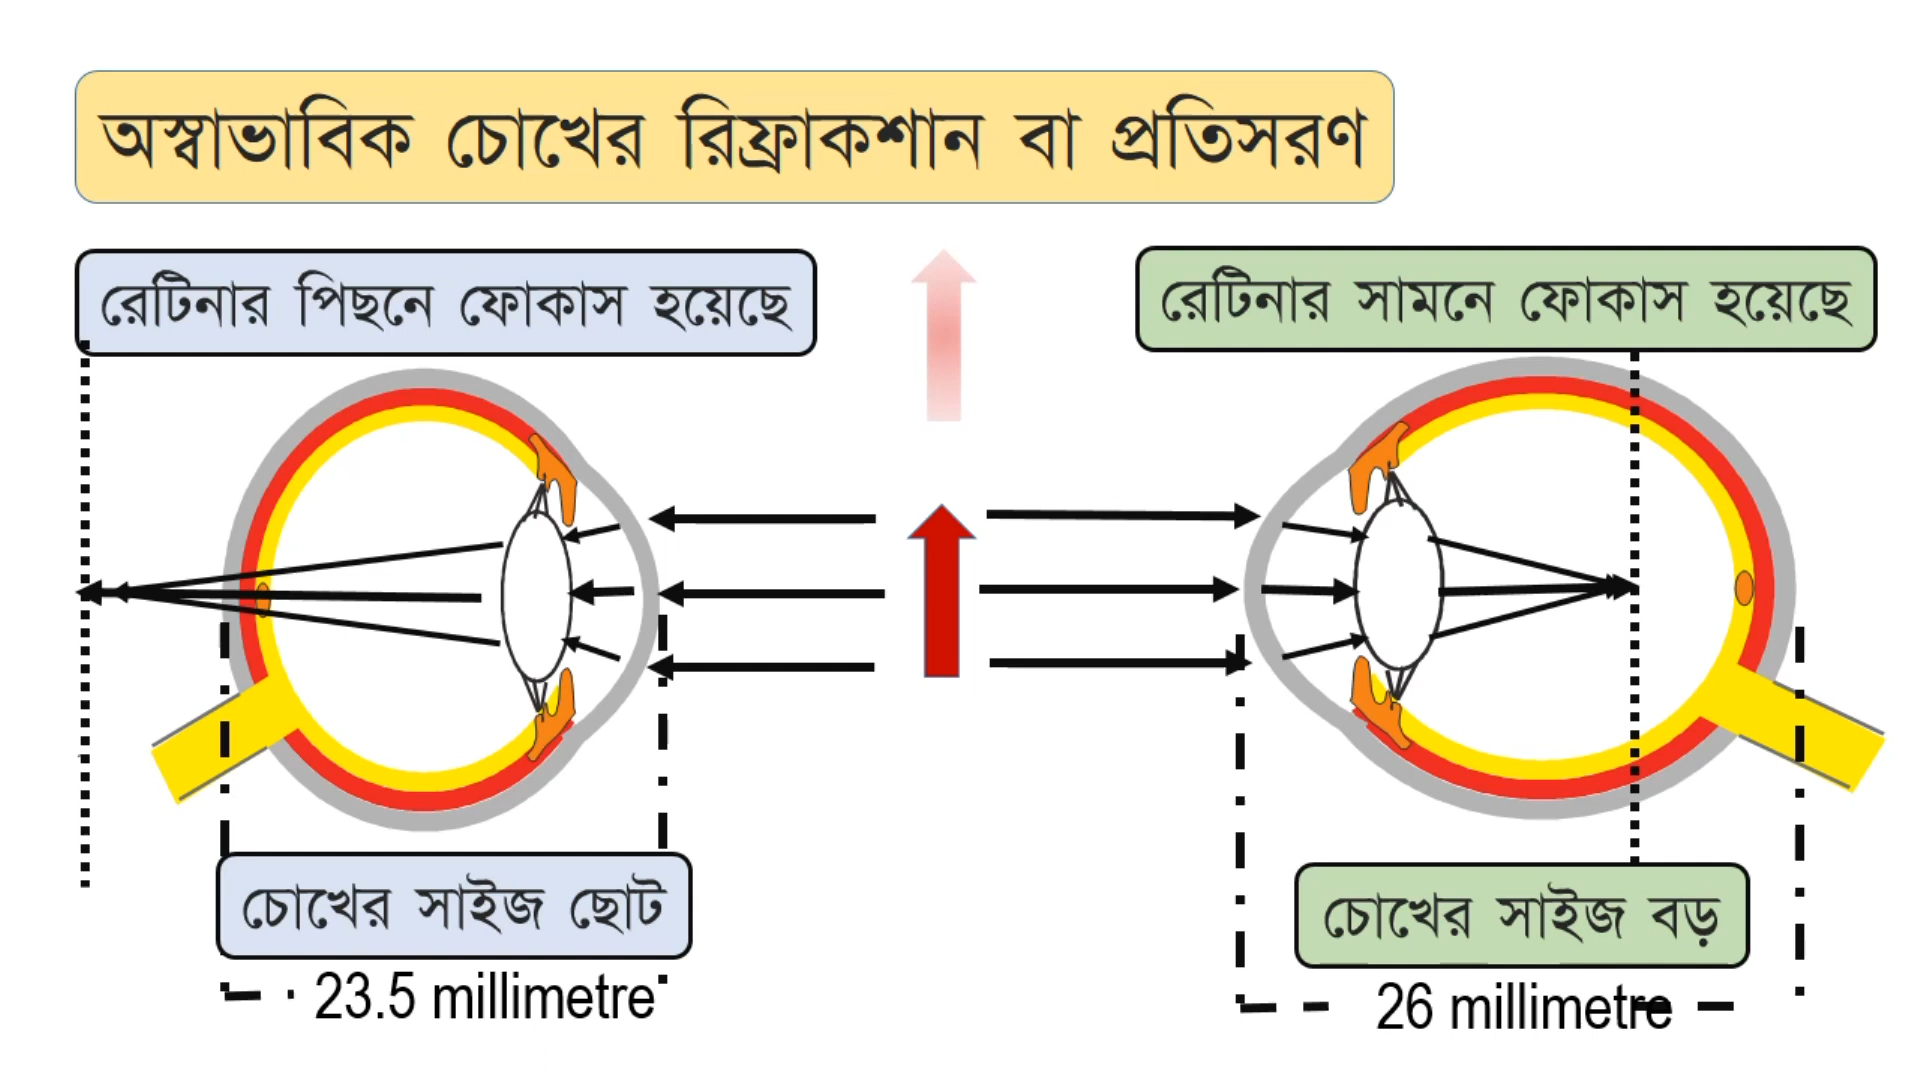 অস্বাভাবিক চোখের রিফ্রাকশান বা প্রতিসরণ
রেটিনার পিছনে ফোকাস হয়েছে
রেটিনার সামনে ফোকাস হয়েছে
চোখের সাইজ ছোট
চোখের সাইজ বড়
23.5 millimetre
26 millimetre